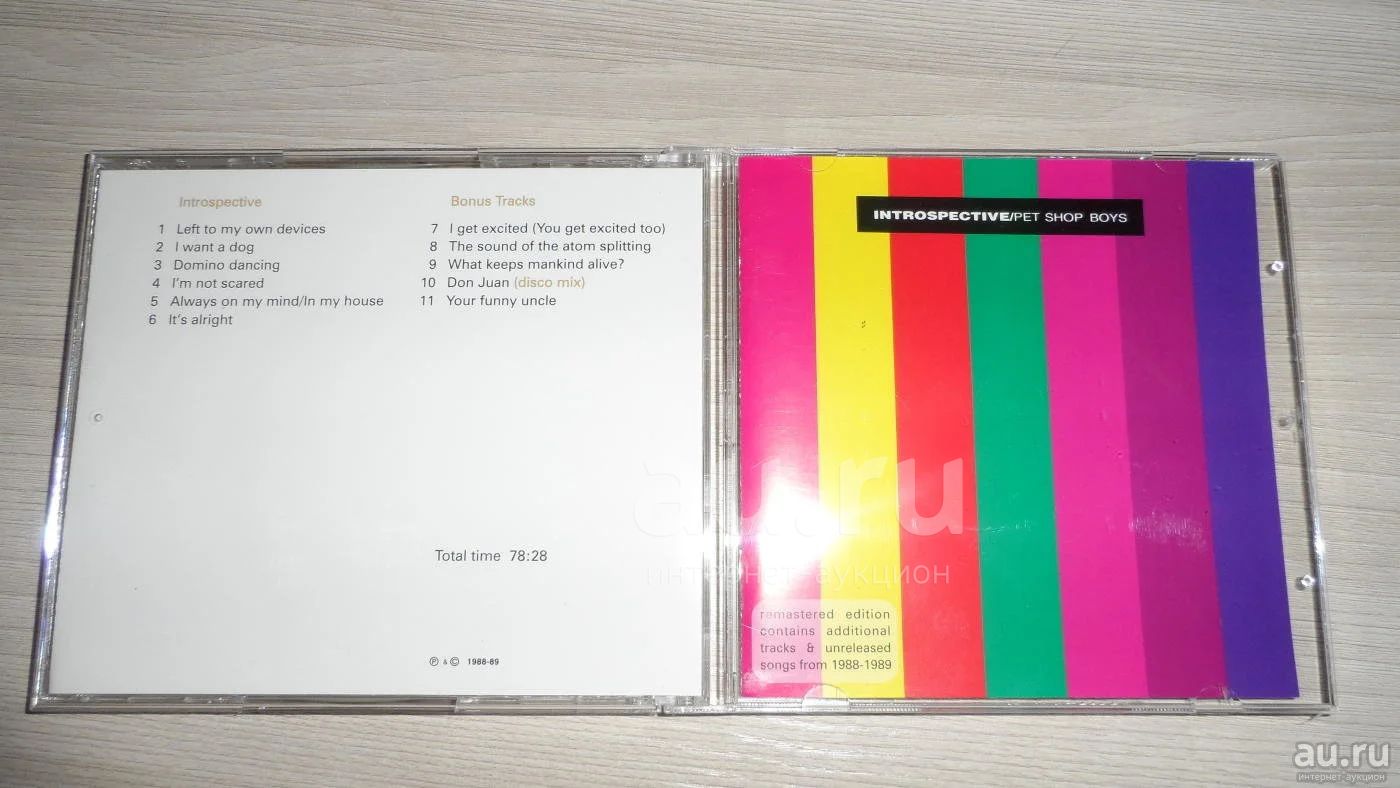 Introspective
1 Left to my own devices
2 I want a dog
3 Domino dancing
4 I'm not scared
5 Always on my mind/In my house
6 It's alright
Bonus Tracks
7 I get excited (You get excited too)
8 The sound of the atom splitting
9 What keeps mankind alive?
10 Don Juan (disco mix)
11 Your funny uncle
Total time 78:28
℗ & © 1988-89
INTROSPECTIVE/PET SHOP BOYS
remastered edition
contains additional
tracks & unreleased
songs from 1988-1989
au.ru
интернет-аукцион
au.ru
интернет-аукцион